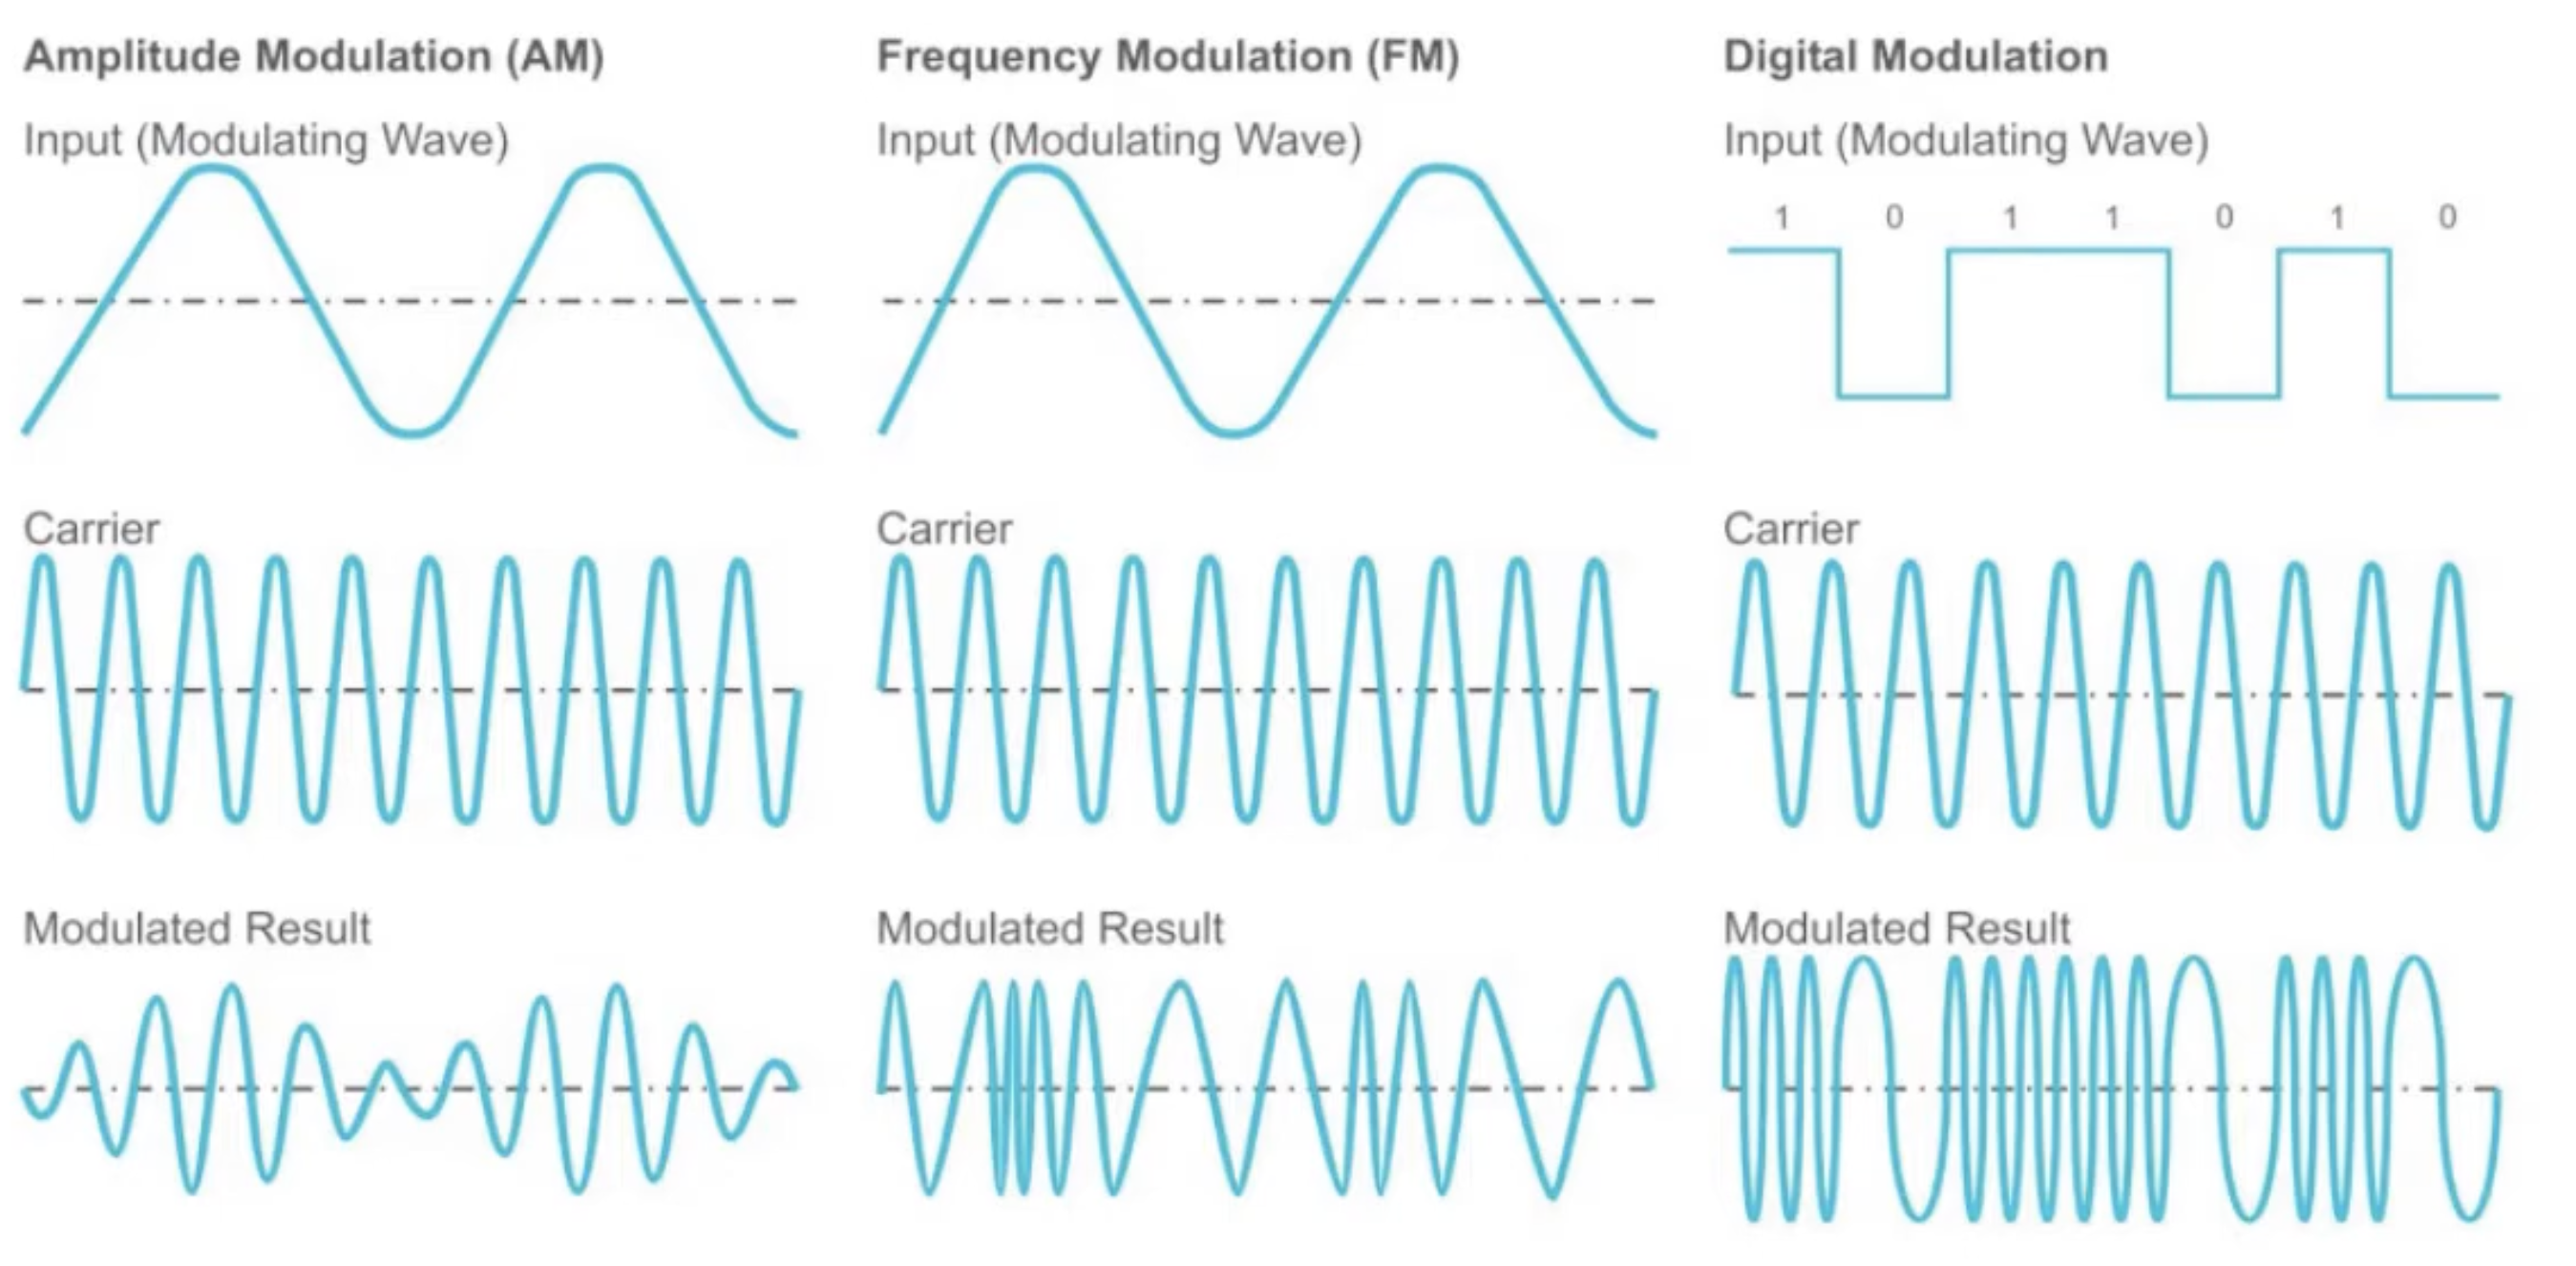 Amplitude Modulation (AM)
Input (Modulating Wave)
Carrier
Modulated Result
Frequency Modulation (FM)
Input (Modulating Wave)
Carrier
Modulated Result
Digital Modulation
Input (Modulating Wave)
1 0 1 1 0 1 0
Carrier
Modulated Result